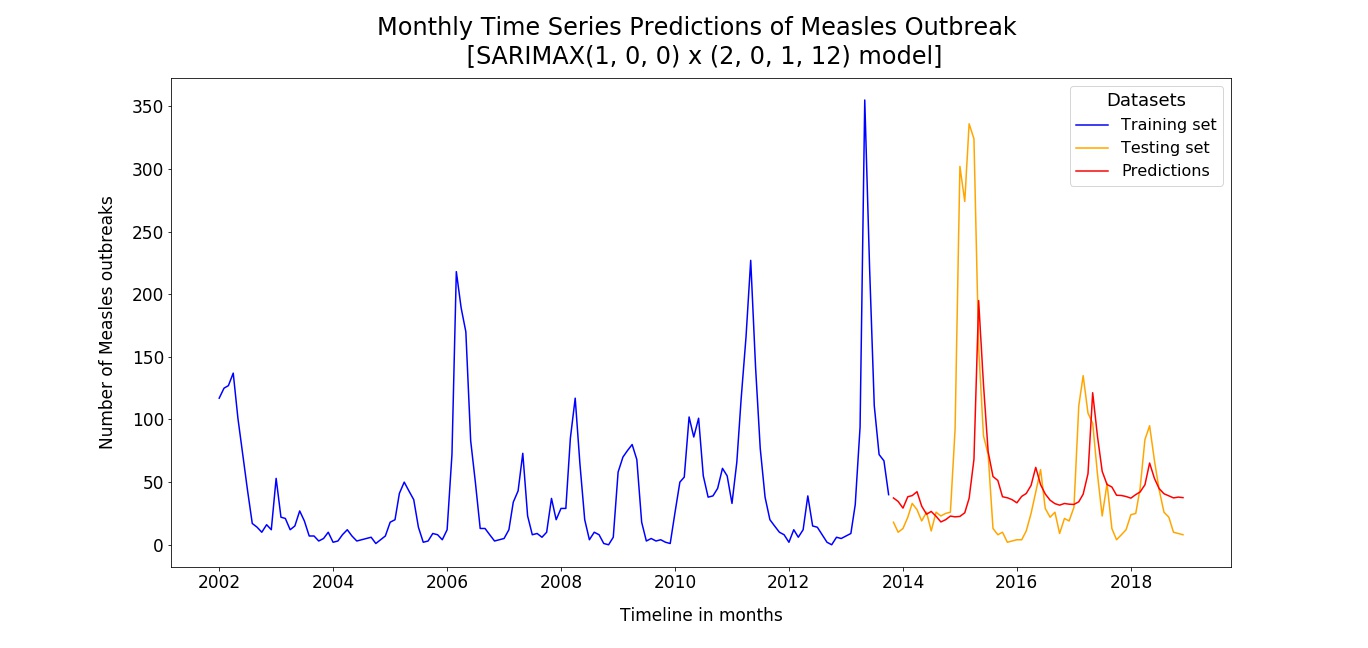 Monthly Time Series Predictions of Measles Outbreak
[SARIMAX(1, 0, 0) x (2, 0, 1, 12) model]
Datasets
Training set
Testing set
Predictions
Number of Measles outbreaks
350
300
250
200
150
100
50
0
2002 2004 2006 2008 2010 2012 2014 2016 2018
Timeline in months